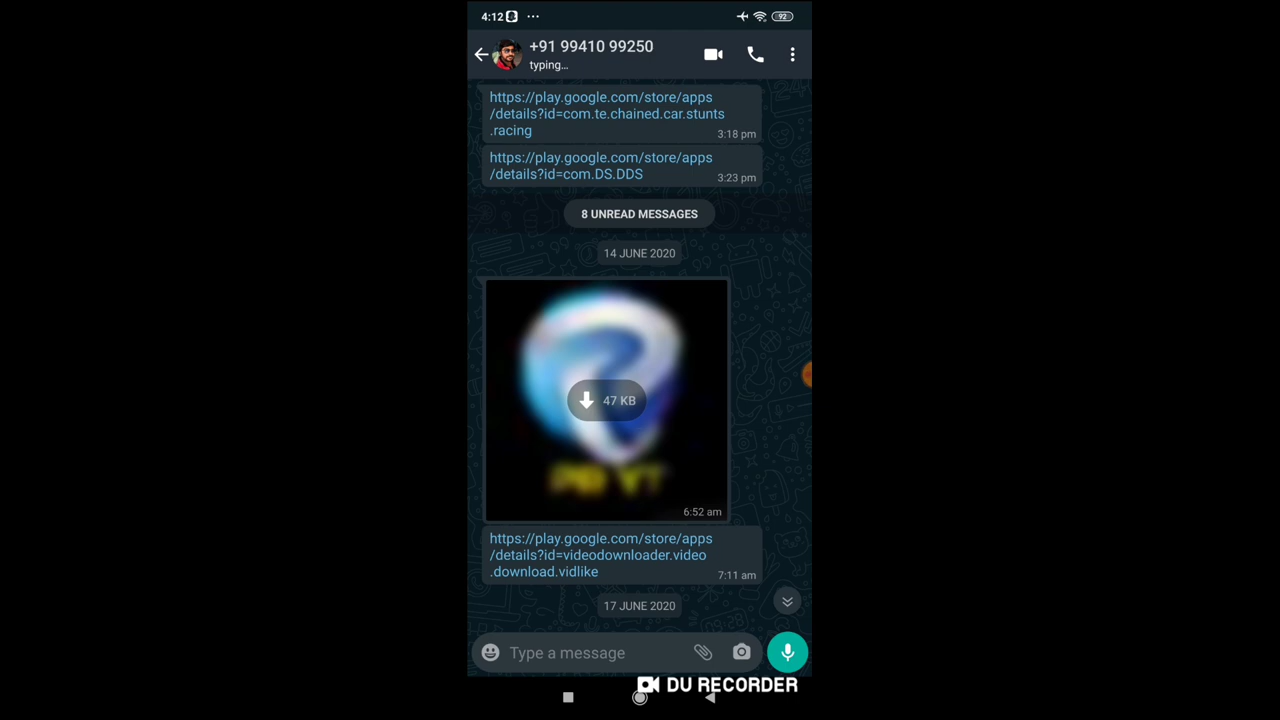 4:12
92
+91 99410 99250
typing...
https://play.google.com/store/apps
/details?id=com.te.chained.car.stunts
.racing
3:18 pm
https://play.google.com/store/apps
/details?id=com.DS.DDS
3:23 pm
8 UNREAD MESSAGES
14 JUNE 2020
47 KB
6:52 am
https://play.google.com/store/apps
/details?id=videodownloader.video
.download.vidlike
7:11 am
17 JUNE 2020
Type a message
DU RECORDER